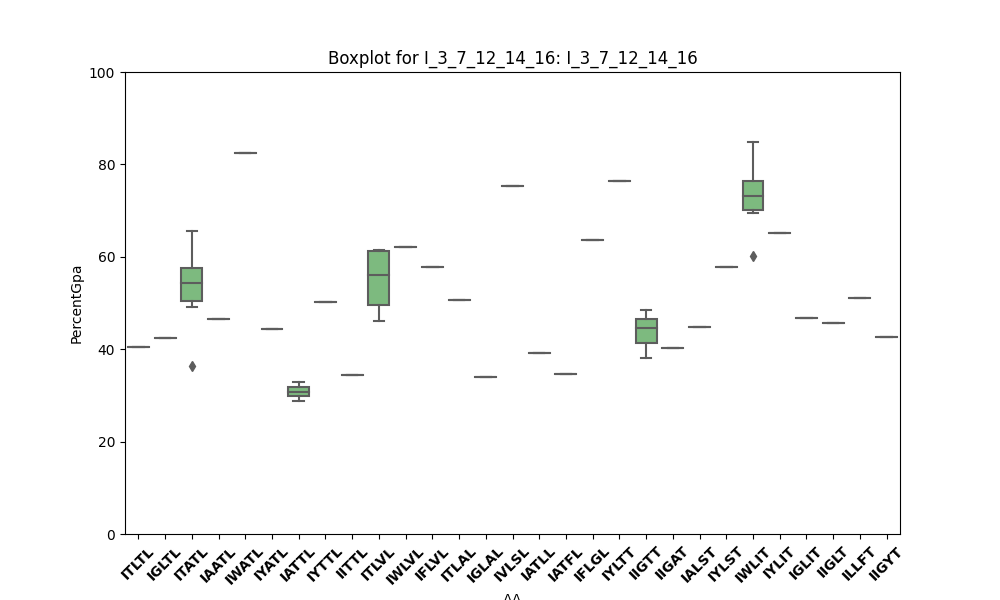 Boxplot for I_3_7_12_14_16: I_3_7_12_14_16
100
80
60
40
20
0
PercentGpa
ITLTL
IGLTL
ITATL
IAATL
IWATL
IYATL
IATTL
IYTTL
IITTL
ITLVL
IWLVL
IFLVL
ITLAL
IGLAL
IVLSL
IATLL
IATFL
IFLGL
IYLTT
IIGTT
IIGAT
IALST
IYLST
IWLIT
IYLIT
IGLIT
IIGLT
ILLFT
IIGYT
AA